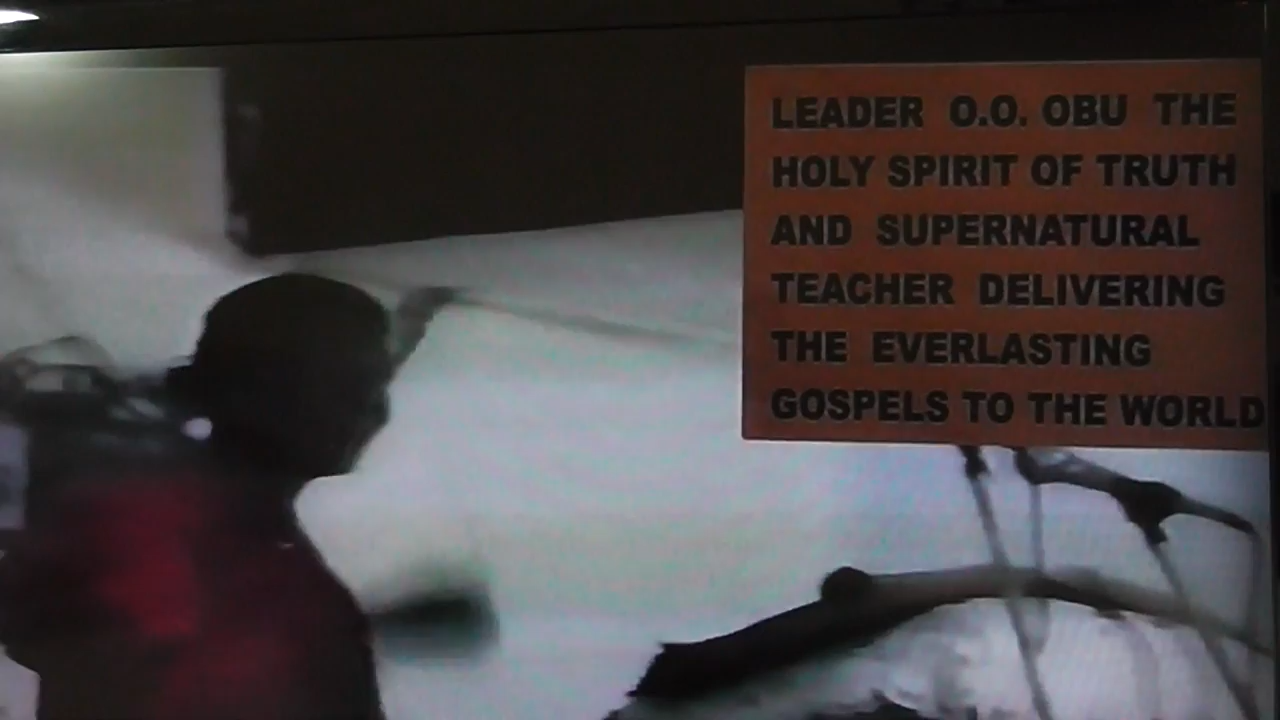 LEADER O.O. OBU THE
HOLY SPIRIT OF TRUTH
AND SUPERNATURAL
TEACHER DELIVERING
THE EVERLASTING
GOSPELS TO THE WORLD